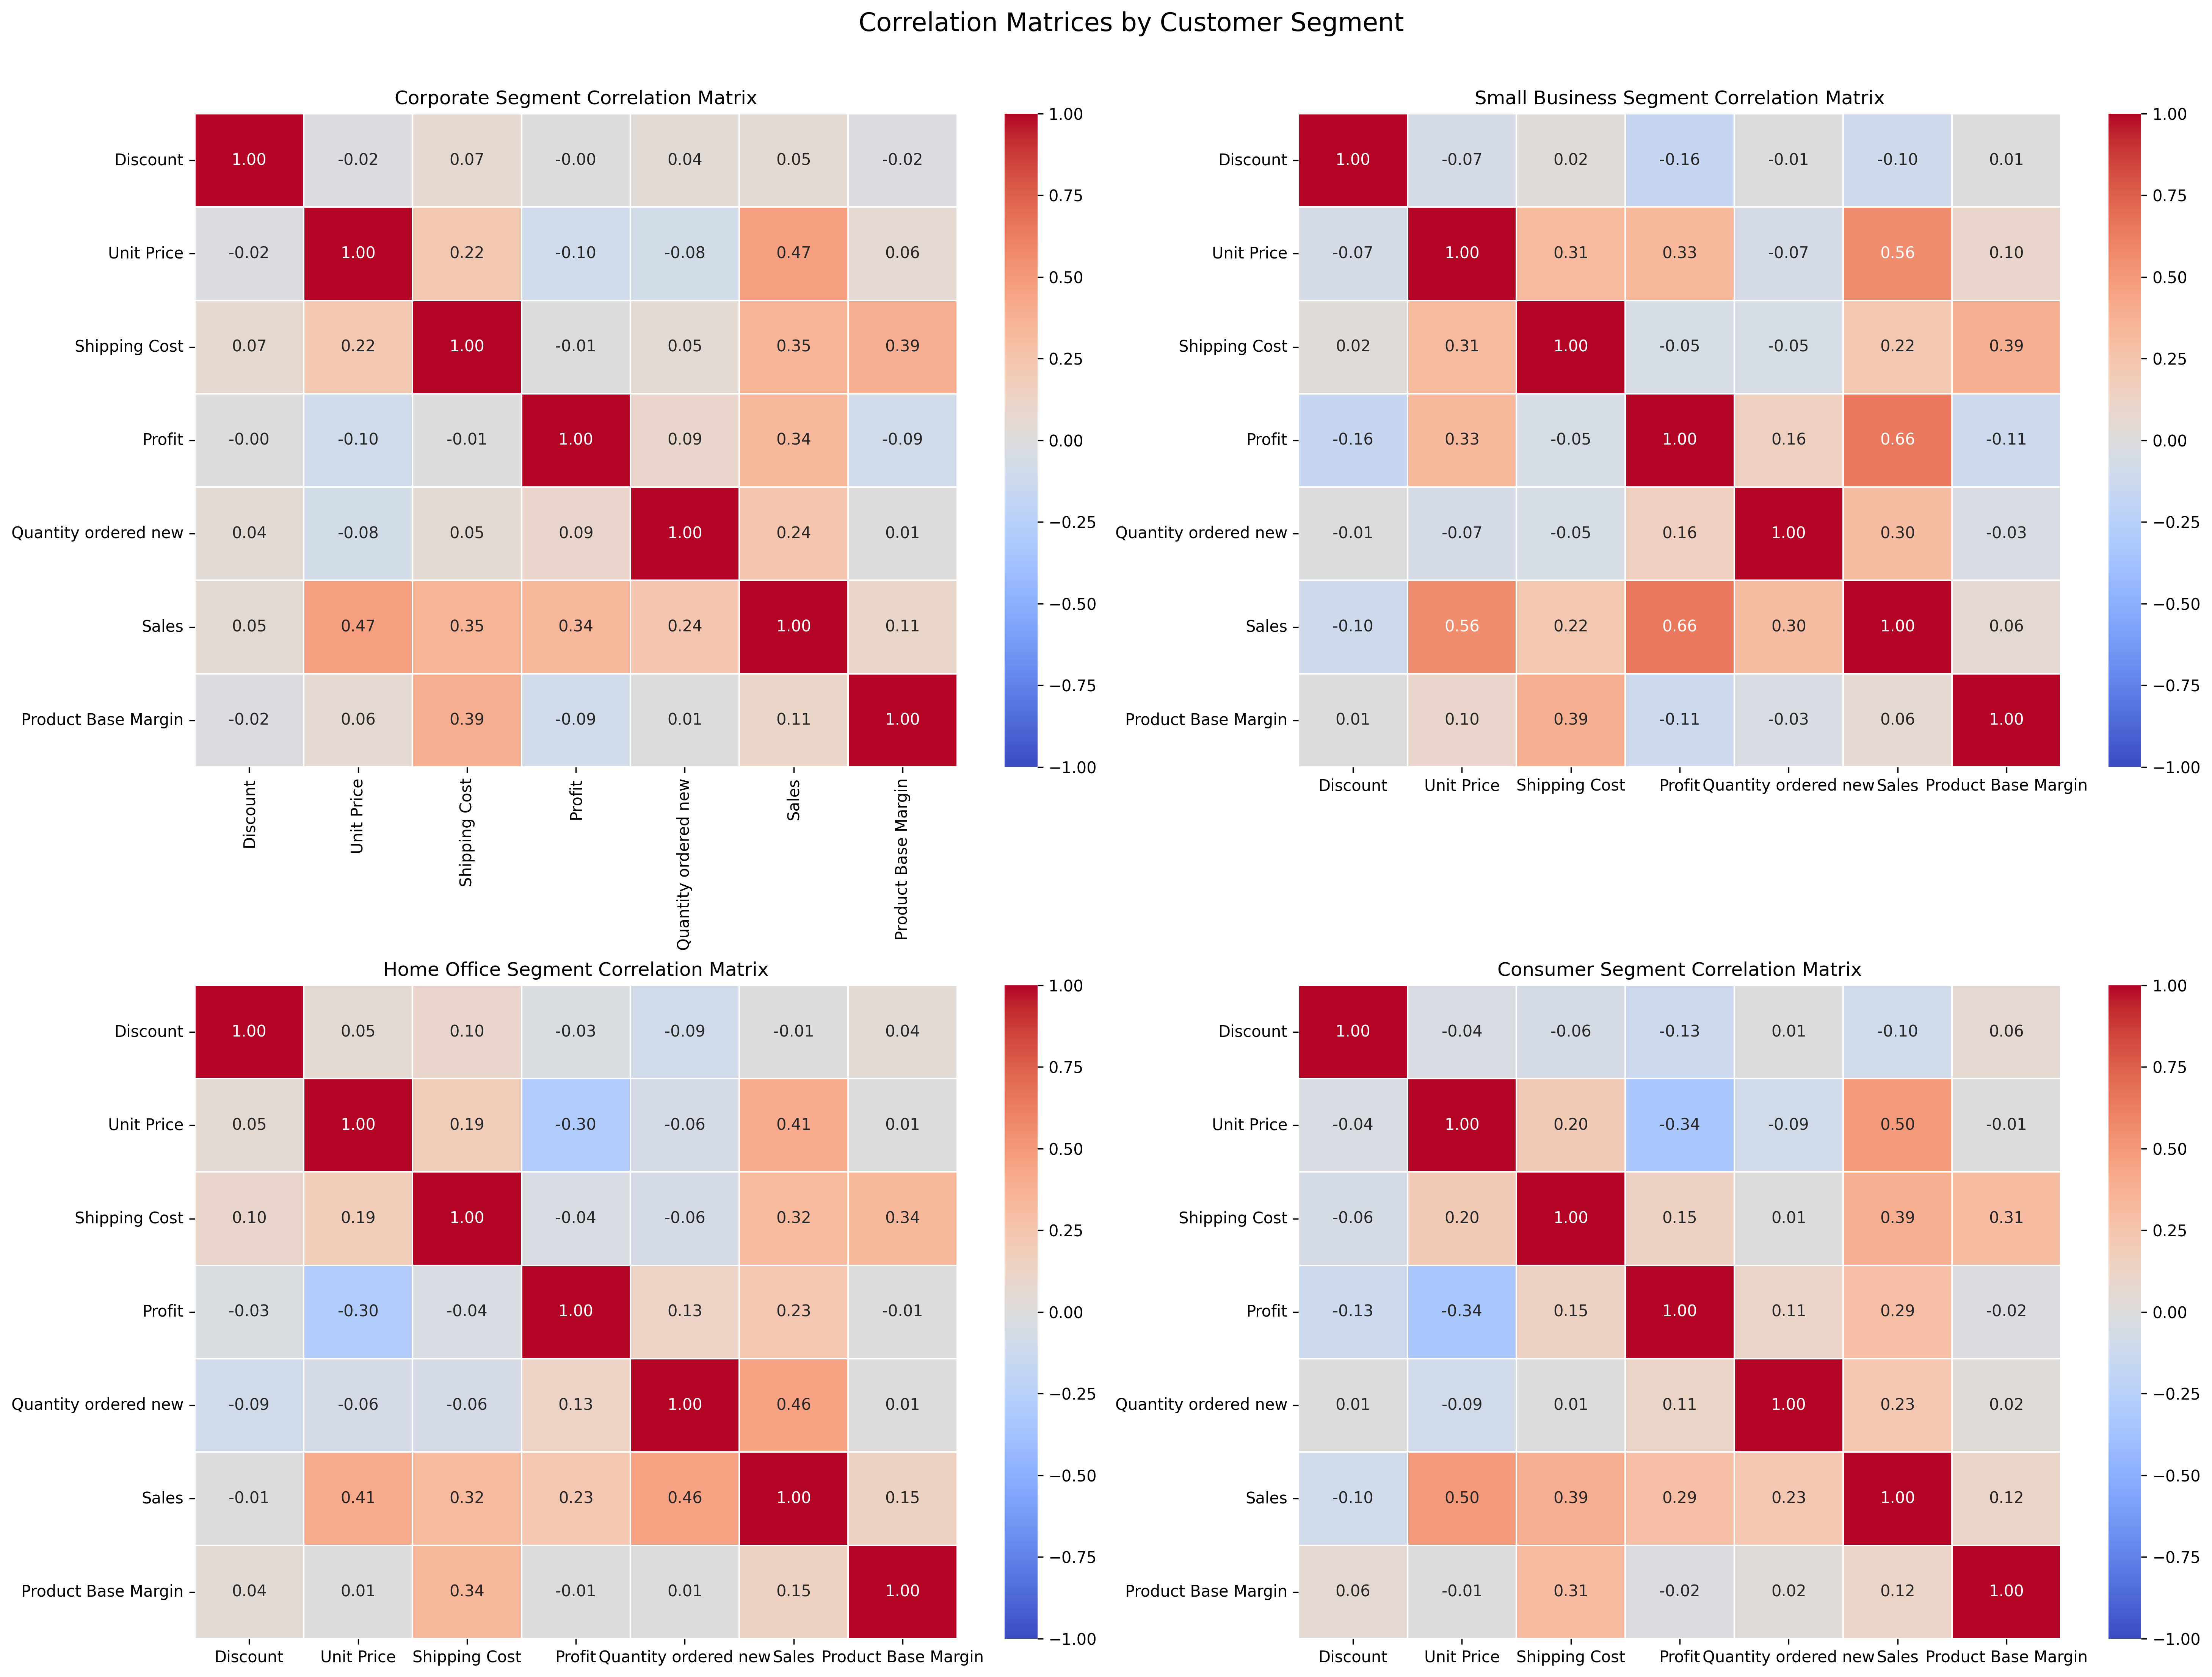 Correlation Matrices by Customer Segment
Corporate Segment Correlation Matrix
Discount 1.00 -0.02 0.07 -0.00 0.04 0.05 -0.02
Unit Price -0.02 1.00 0.22 -0.10 -0.08 0.47 0.06
Shipping Cost 0.07 0.22 1.00 -0.01 0.05 0.35 0.39
Profit -0.00 -0.10 -0.01 1.00 0.09 0.34 -0.09
Quantity ordered new 0.04 -0.08 0.05 0.09 1.00 0.24 0.01
Sales 0.05 0.47 0.35 0.34 0.24 1.00 0.11
Product Base Margin -0.02 0.06 0.39 -0.09 0.01 0.11 1.00
Discount Unit Price Shipping Cost Profit Quantity ordered new Sales Product Base Margin
1.00
0.75
0.50
0.25
0.00
−0.25
−0.50
−0.75
−1.00
Small Business Segment Correlation Matrix
Discount 1.00 -0.07 0.02 -0.16 -0.01 -0.10 0.01
Unit Price -0.07 1.00 0.31 0.33 -0.07 0.56 0.10
Shipping Cost 0.02 0.31 1.00 -0.05 -0.05 0.22 0.39
Profit -0.16 0.33 -0.05 1.00 0.16 0.66 -0.11
Quantity ordered new -0.01 -0.07 -0.05 0.16 1.00 0.30 -0.03
Sales -0.10 0.56 0.22 0.66 0.30 1.00 0.06
Product Base Margin 0.01 0.10 0.39 -0.11 -0.03 0.06 1.00
Discount Unit Price Shipping Cost Profit Quantity ordered new Sales Product Base Margin
1.00
0.75
0.50
0.25
0.00
−0.25
−0.50
−0.75
−1.00
Home Office Segment Correlation Matrix
Discount 1.00 0.05 0.10 -0.03 -0.09 -0.01 0.04
Unit Price 0.05 1.00 0.19 -0.30 -0.06 0.41 0.01
Shipping Cost 0.10 0.19 1.00 -0.04 -0.06 0.32 0.34
Profit -0.03 -0.30 -0.04 1.00 0.13 0.23 -0.01
Quantity ordered new -0.09 -0.06 -0.06 0.13 1.00 0.46 0.01
Sales -0.01 0.41 0.32 0.23 0.46 1.00 0.15
Product Base Margin 0.04 0.01 0.34 -0.01 0.01 0.15 1.00
Discount Unit Price Shipping Cost Profit Quantity ordered new Sales Product Base Margin
1.00
0.75
0.50
0.25
0.00
−0.25
−0.50
−0.75
−1.00
Consumer Segment Correlation Matrix
Discount 1.00 -0.04 -0.06 -0.13 0.01 -0.10 0.06
Unit Price -0.04 1.00 0.20 -0.34 -0.09 0.50 -0.01
Shipping Cost -0.06 0.20 1.00 0.15 0.01 0.39 0.31
Profit -0.13 -0.34 0.15 1.00 0.11 0.29 -0.02
Quantity ordered new 0.01 -0.09 0.01 0.11 1.00 0.23 0.02
Sales -0.10 0.50 0.39 0.29 0.23 1.00 0.12
Product Base Margin 0.06 -0.01 0.31 -0.02 0.02 0.12 1.00
Discount Unit Price Shipping Cost Profit Quantity ordered new Sales Product Base Margin
1.00
0.75
0.50
0.25
0.00
−0.25
−0.50
−0.75
−1.00